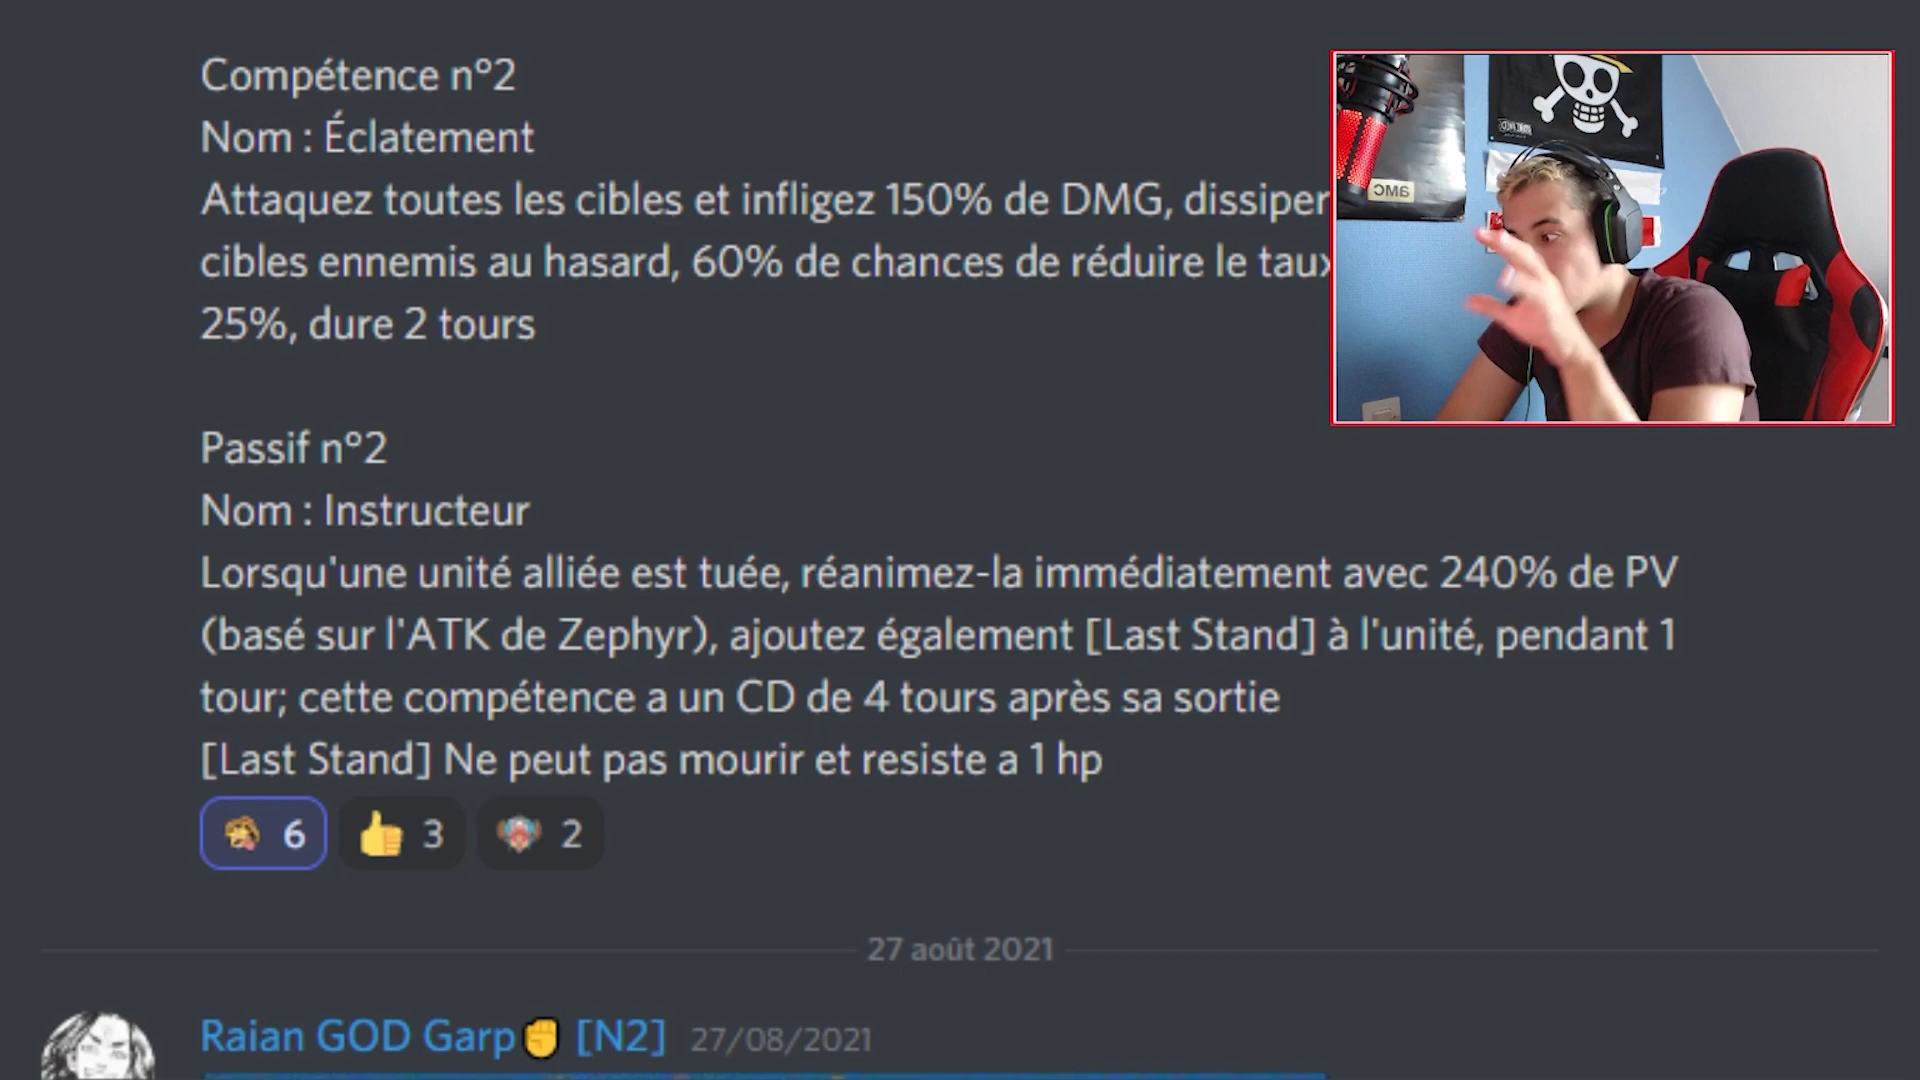 Compétence n°2
Nom : Éclatement
Attaquez toutes les cibles et infligez 150% de DMG, dissiper
cibles ennemis au hasard, 60% de chances de réduire le taux
25%, dure 2 tours
Passif n°2
Nom : Instructeur
Lorsqu'une unité alliée est tuée, réanimez-la immédiatement avec 240% de PV
(basé sur l'ATK de Zephyr), ajoutez également [Last Stand] à l'unité, pendant 1
tour; cette compétence a un CD de 4 tours après sa sortie
[Last Stand] Ne peut pas mourir et resiste a 1 hp
6 3 2
27 août 2021
Raian GOD Garp✊ [N2] 27/08/2021
amc